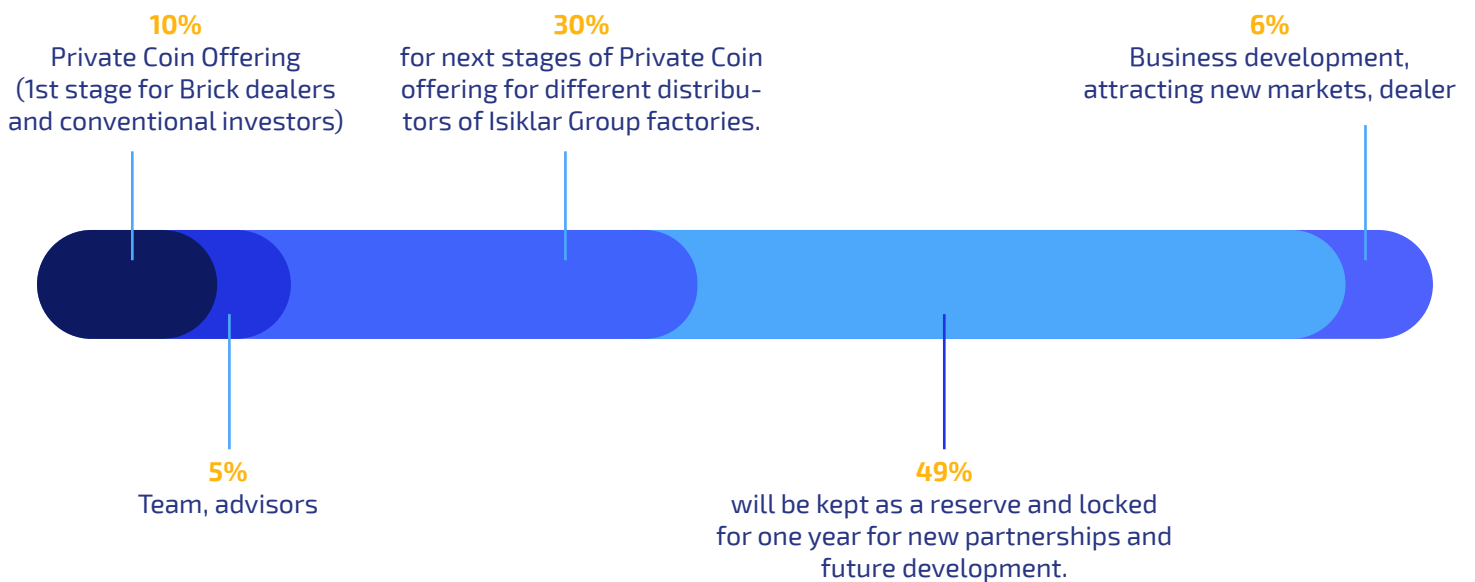 10%
Private Coin Offering
(1st stage for Brick dealers
and conventional investors)
30%
for next stages of Private Coin
offering for different distribu-
tors of Isiklar Group factories.
6%
Business development,
attracting new markets, dealer
5%
Team, advisors
49%
will be kept as a reserve and locked
for one year for new partnerships and
future development.